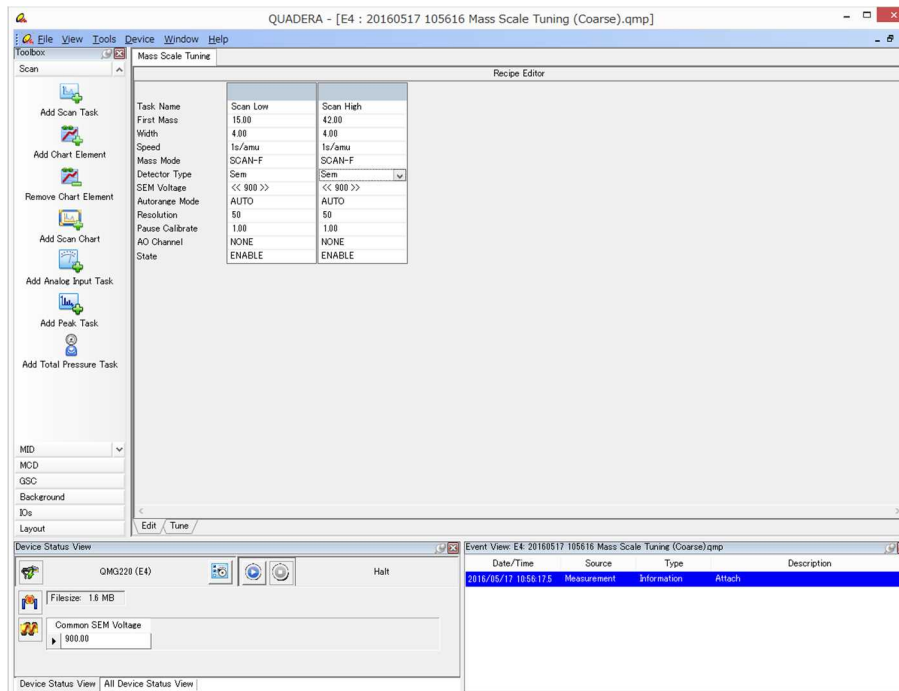 QUADERA - [E4 : 20160517 105616 Mass Scale Tuning (Coarse).qmp]
File View Tools Device Window Help
Toolbox
Scan
Add Scan Task
Add Chart Element
Remove Chart Element
Add Scan Chart
Add Analog Input Task
Add Peak Task
Add Total Pressure Task
MID
MCD
GSC
Background
IOs
Layout
Mass Scale Tuning
Recipe Editor
Task Name Scan Low Scan High
First Mass 15.00 42.00
Width 4.00 4.00
Speed 1s/amu 1s/amu
Mass Mode SCAN-F SCAN-F
Detector Type Sem Sem
SEM Voltage << 900 >> << 900 >>
Autorange Mode AUTO AUTO
Resolution 50 50
Pause Calibrate 1.00 1.00
AO Channel NONE NONE
State ENABLE ENABLE
Edit Tune
Device Status View
QMG220 (E4) Halt
Filesize: 1.6 MB
Common SEM Voltage
900.00
Device Status View All Device Status View
Event View: E4: 20160517 105616 Mass Scale Tuning (Coarse).qmp
Date/Time Source Type Description
2016/05/17 10:56:17.5 Measurement Information Attach